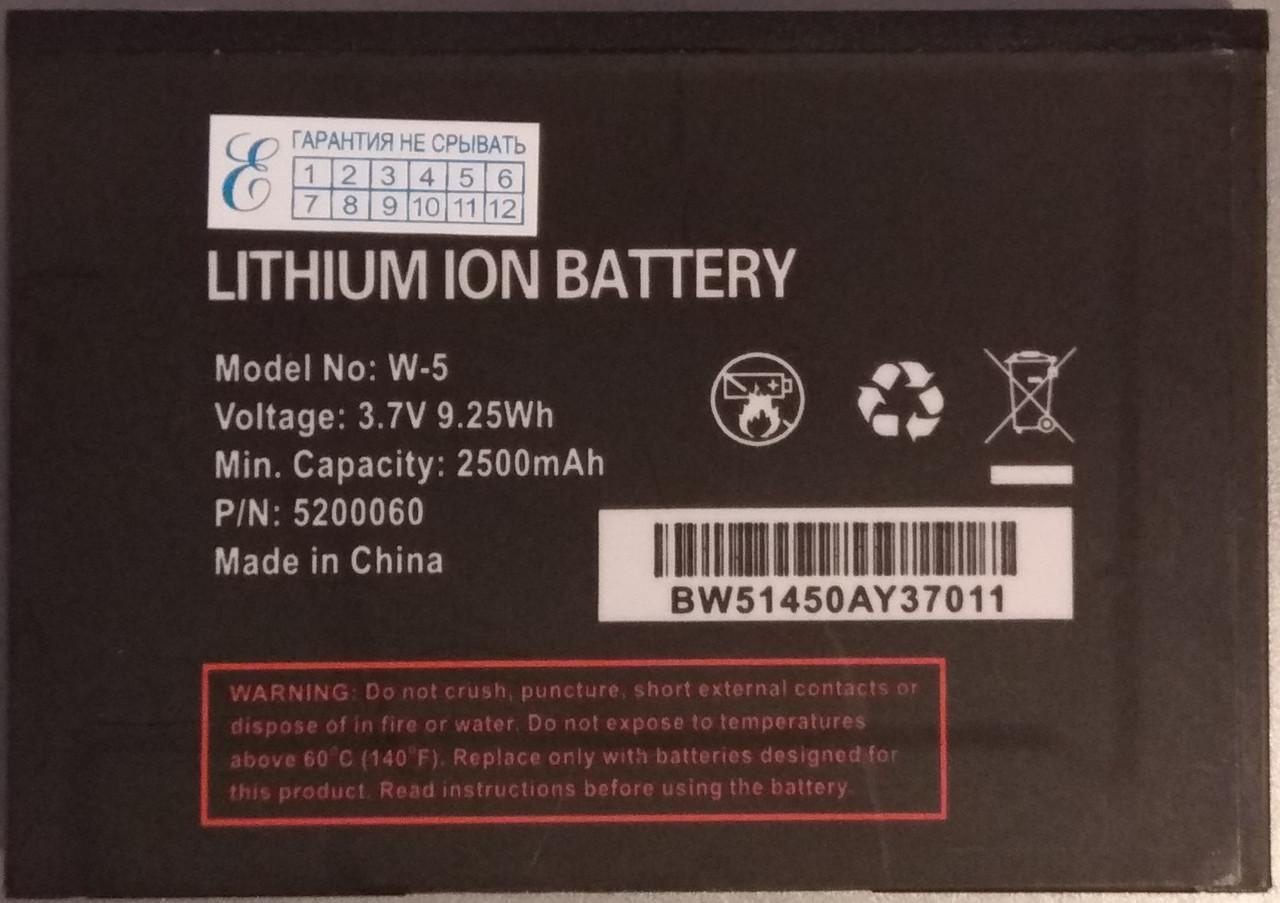 Є ГАРАНТИЯ НЕ СРЫВАТЬ
1 2 3 4 5 6
7 8 9 10 11 12
LITHIUM ION BATTERY
Model No: W-5
Voltage: 3.7V 9.25Wh
Min. Capacity: 2500mAh
P/N: 5200060
Made in China
BW51450AY37011
WARNING: Do not crush, puncture, short external contacts or
dispose of in fire or water. Do not expose to temperatures
above 60°C (140°F). Replace only with batteries designed for
this product. Read instructions before using the battery.